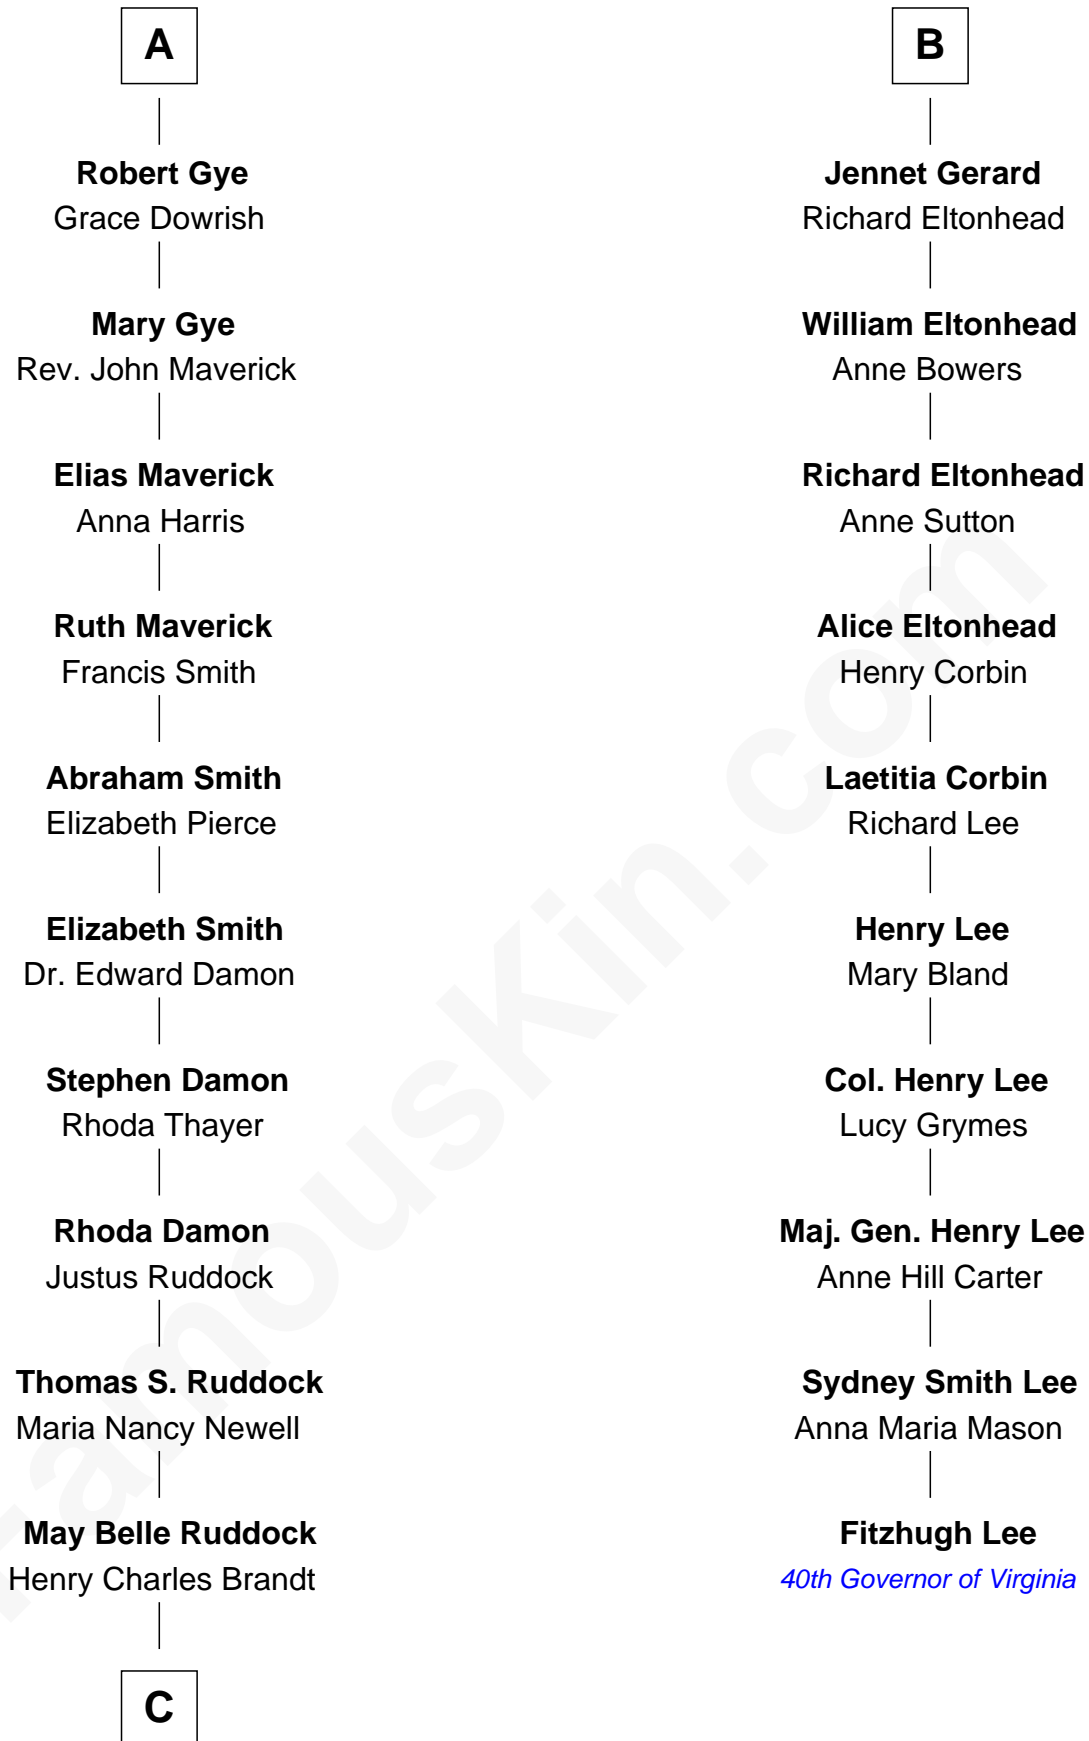 A
Robert Gye
Grace Dowrish
Mary Gye
Rev. John Maverick
Elias Maverick
Anna Harris
Ruth Maverick
Francis Smith
Abraham Smith
Elizabeth Pierce
Elizabeth Smith
Dr. Edward Damon
Stephen Damon
Rhoda Thayer
Rhoda Damon
Justus Ruddock
Thomas S. Ruddock
Maria Nancy Newell
May Belle Ruddock
Henry Charles Brandt
C
B
Jennet Gerard
Richard Eltonhead
William Eltonhead
Anne Bowers
Richard Eltonhead
Anne Sutton
Alice Eltonhead
Henry Corbin
Laetitia Corbin
Richard Lee
Henry Lee
Mary Bland
Col. Henry Lee
Lucy Grymes
Maj. Gen. Henry Lee
Anne Hill Carter
Sydney Smith Lee
Anna Maria Mason
Fitzhugh Lee
40th Governor of Virginia
FamousKin.com